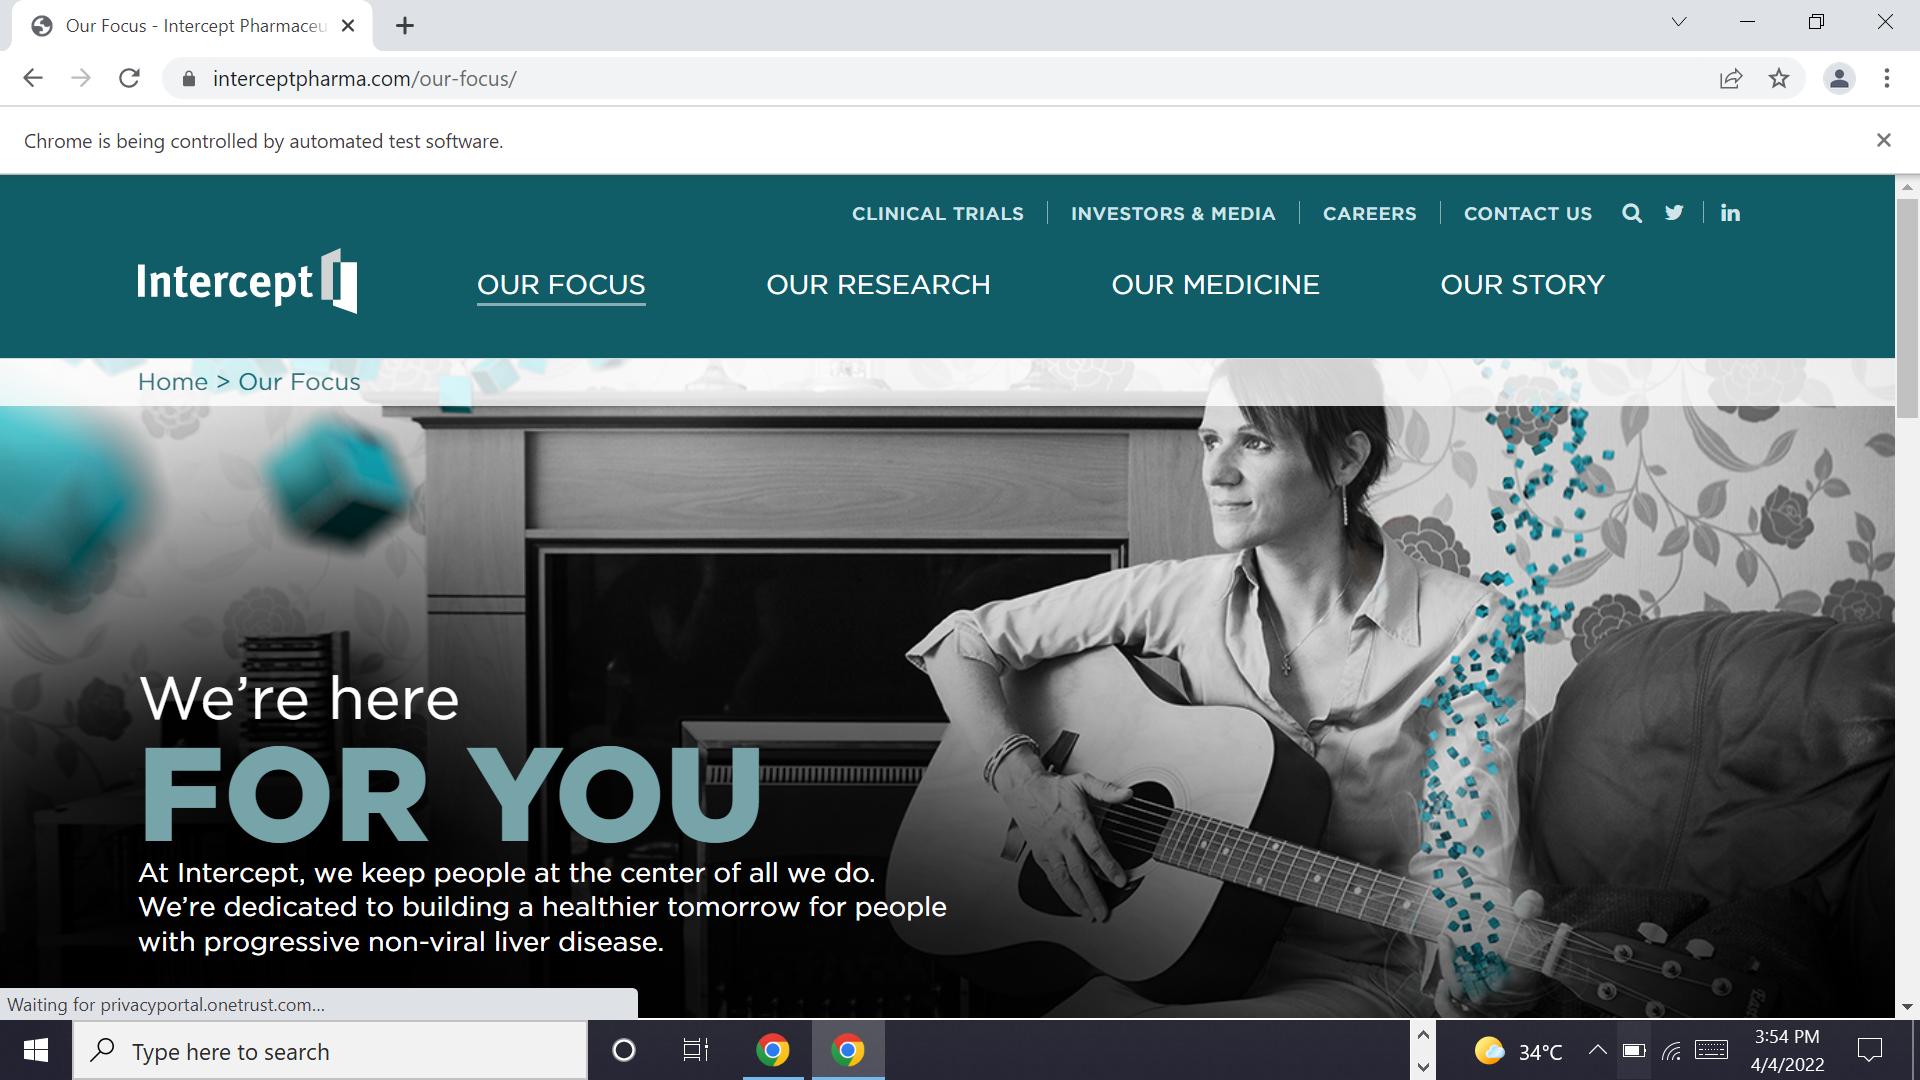 Our Focus - Intercept Pharmaceu
interceptpharma.com/our-focus/
Chrome is being controlled by automated test software.
CLINICAL TRIALS
INVESTORS & MEDIA
CAREERS
CONTACT US
in
Intercept
OUR FOCUS
OUR RESEARCH
OUR MEDICINE
OUR STORY
Home > Our Focus
We’re here
FOR YOU
At Intercept, we keep people at the center of all we do.
We’re dedicated to building a healthier tomorrow for people
with progressive non-viral liver disease.
Waiting for privacyportal.onetrust.com...
Type here to search
34°C
3:54 PM
4/4/2022